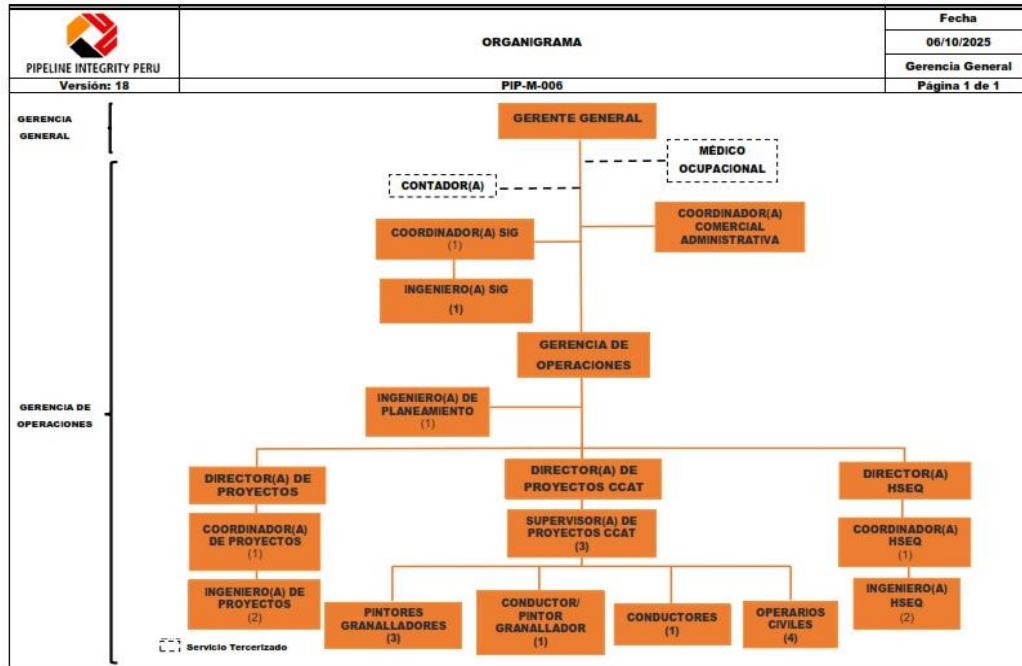 PIPELINE INTEGRITY PERU
ORGANIGRAMA
Fecha
06/10/2025
Gerencia General
Versión: 18
PIP-M-006
Página 1 de 1
GERENCIA
GENERAL
GERENTE GENERAL
MÉDICO
OCUPACIONAL
CONTADOR(A)
COORDINADOR(A) SIG
(1)
COORDINADOR(A)
COMERCIAL
ADMINISTRATIVA
INGENIERO(A) SIG
(1)
GERENCIA DE
OPERACIONES
GERENCIA DE
OPERACIONES
INGENIERO(A) DE
PLANEAMIENTO
(1)
DIRECTOR(A) DE
PROYECTOS
DIRECTOR(A) DE
PROYECTOS CCAT
DIRECTOR(A)
HSEQ
COORDINADOR(A)
DE PROYECTOS
(1)
SUPERVISOR(A) DE
PROYECTOS CCAT
(3)
COORDINADOR(A)
HSEQ
(1)
INGENIERO(A) DE
PROYECTOS
(2)
PINTORES
GRANALLADORES
(3)
CONDUCTOR/
PINTOR
GRANALLADOR
(1)
CONDUCTORES
(1)
OPERARIOS
CIVILES
(4)
INGENIERO(A)
HSEQ
(2)
Servicio Tercerizado